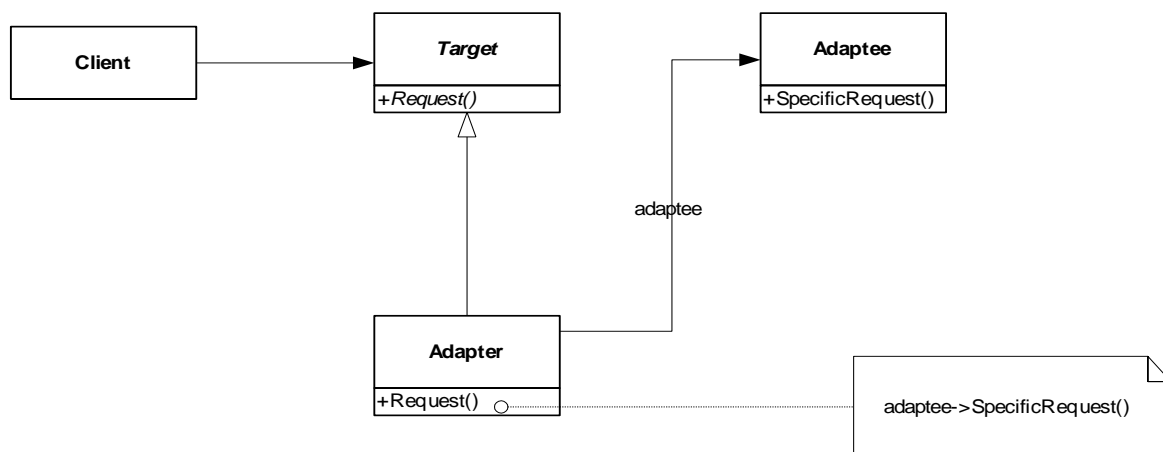 Client
Target
+Request()
Adaptee
+SpecificRequest()
adaptee
Adapter
+Request()
adaptee->SpecificRequest()